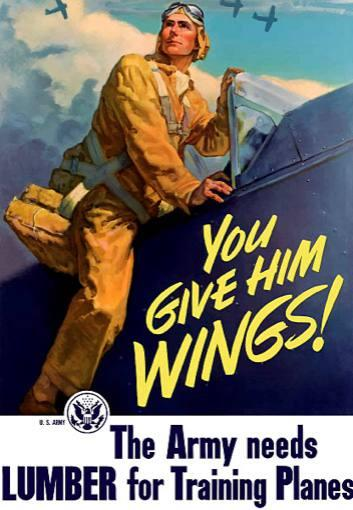 YOU
GIVE HIM
WINGS!
U. S. ARMY
The Army needs
LUMBER for Training Planes